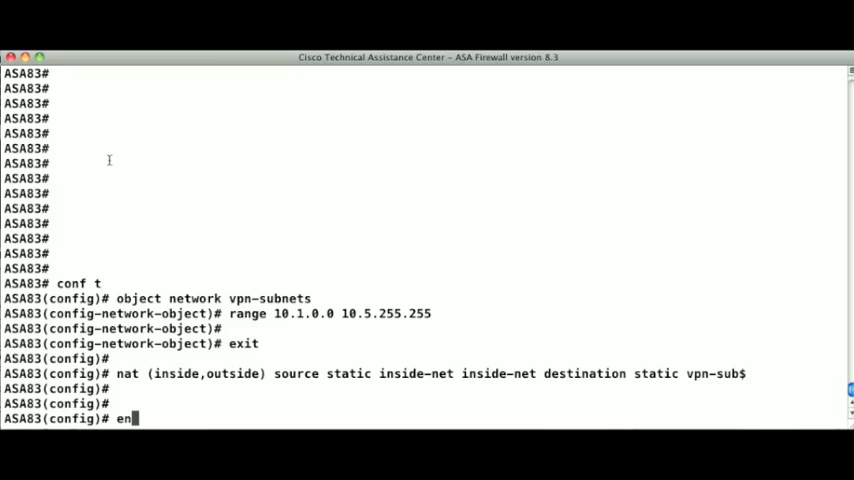 Cisco Technical Assistance Center – ASA Firewall version 8.3
ASA83#
ASA83#
ASA83#
ASA83#
ASA83#
ASA83#
ASA83#
ASA83#
ASA83#
ASA83#
ASA83#
ASA83#
ASA83#
ASA83#
ASA83# conf t
ASA83(config)# object network vpn-subnets
ASA83(config-network-object)# range 10.1.0.0 10.5.255.255
ASA83(config-network-object)#
ASA83(config-network-object)# exit
ASA83(config)#
ASA83(config)# nat (inside,outside) source static inside-net inside-net destination static vpn-sub$
ASA83(config)#
ASA83(config)#
ASA83(config)# en